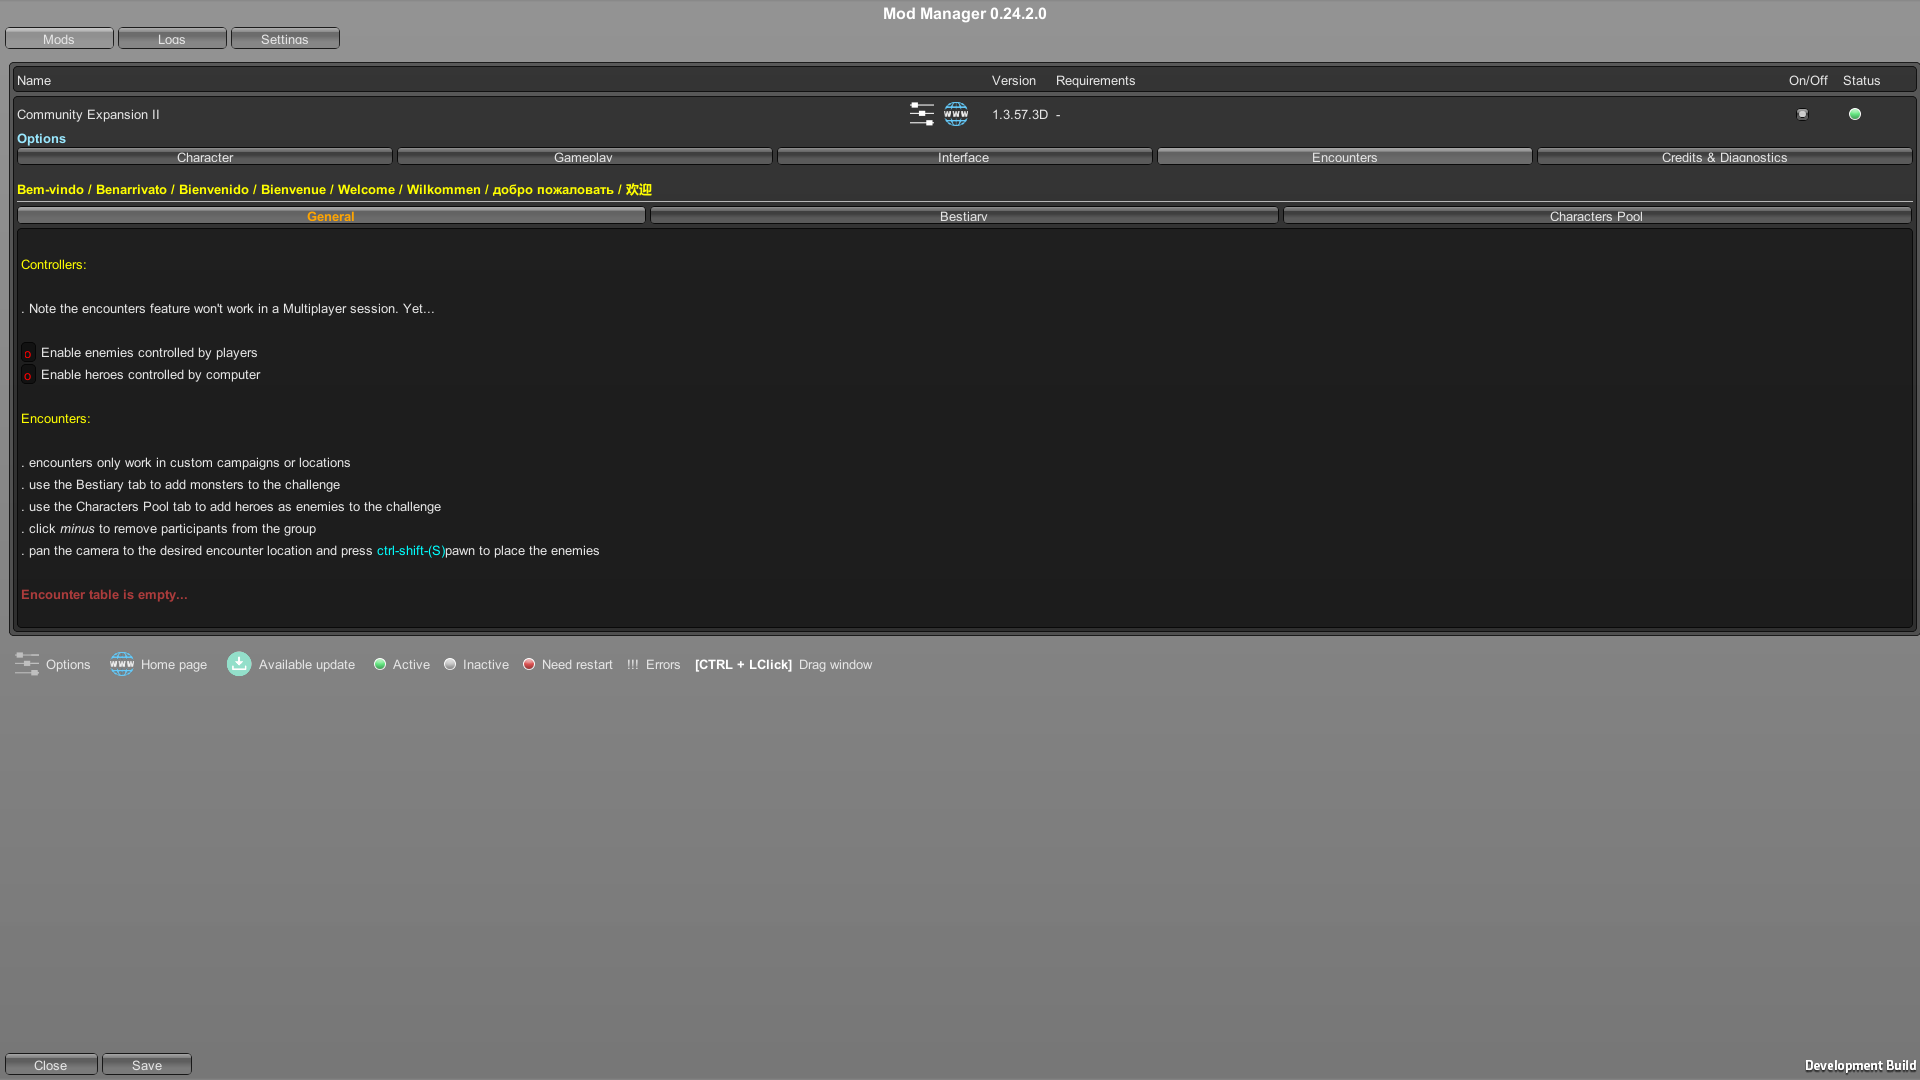 Mod Manager 0.24.2.0
Mods Logs Settings
Name Version Requirements On/Off Status
Community Expansion II WWW 1.3.57.3D -
Options
Character Gameplay Interface Encounters Credits & Diagnostics
Bem-vindo / Benarrivato / Bienvenido / Bienvenue / Welcome / Wilkommen / добро пожаловать / 欢迎
General Bestiary Characters Pool
Controllers:
. Note the encounters feature won't work in a Multiplayer session. Yet...
o Enable enemies controlled by players
o Enable heroes controlled by computer
Encounters:
. encounters only work in custom campaigns or locations
. use the Bestiary tab to add monsters to the challenge
. use the Characters Pool tab to add heroes as enemies to the challenge
. click minus to remove participants from the group
. pan the camera to the desired encounter location and press ctrl-shift-(S)pawn to place the enemies
Encounter table is empty...
Options WWW Home page Available update Active Inactive Need restart !!! Errors [CTRL + LClick] Drag window
Close Save Development Build